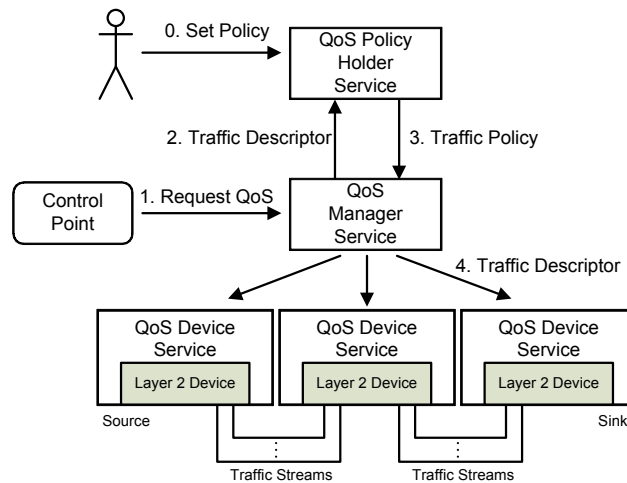 0. Set Policy
QoS Policy
Holder
Service
2. Traffic Descriptor
3. Traffic Policy
Control
Point
1. Request QoS
QoS
Manager
Service
4. Traffic Descriptor
QoS Device
Service
Layer 2 Device
QoS Device
Service
Layer 2 Device
QoS Device
Service
Layer 2 Device
Source
Sink
Traffic Streams
Traffic Streams